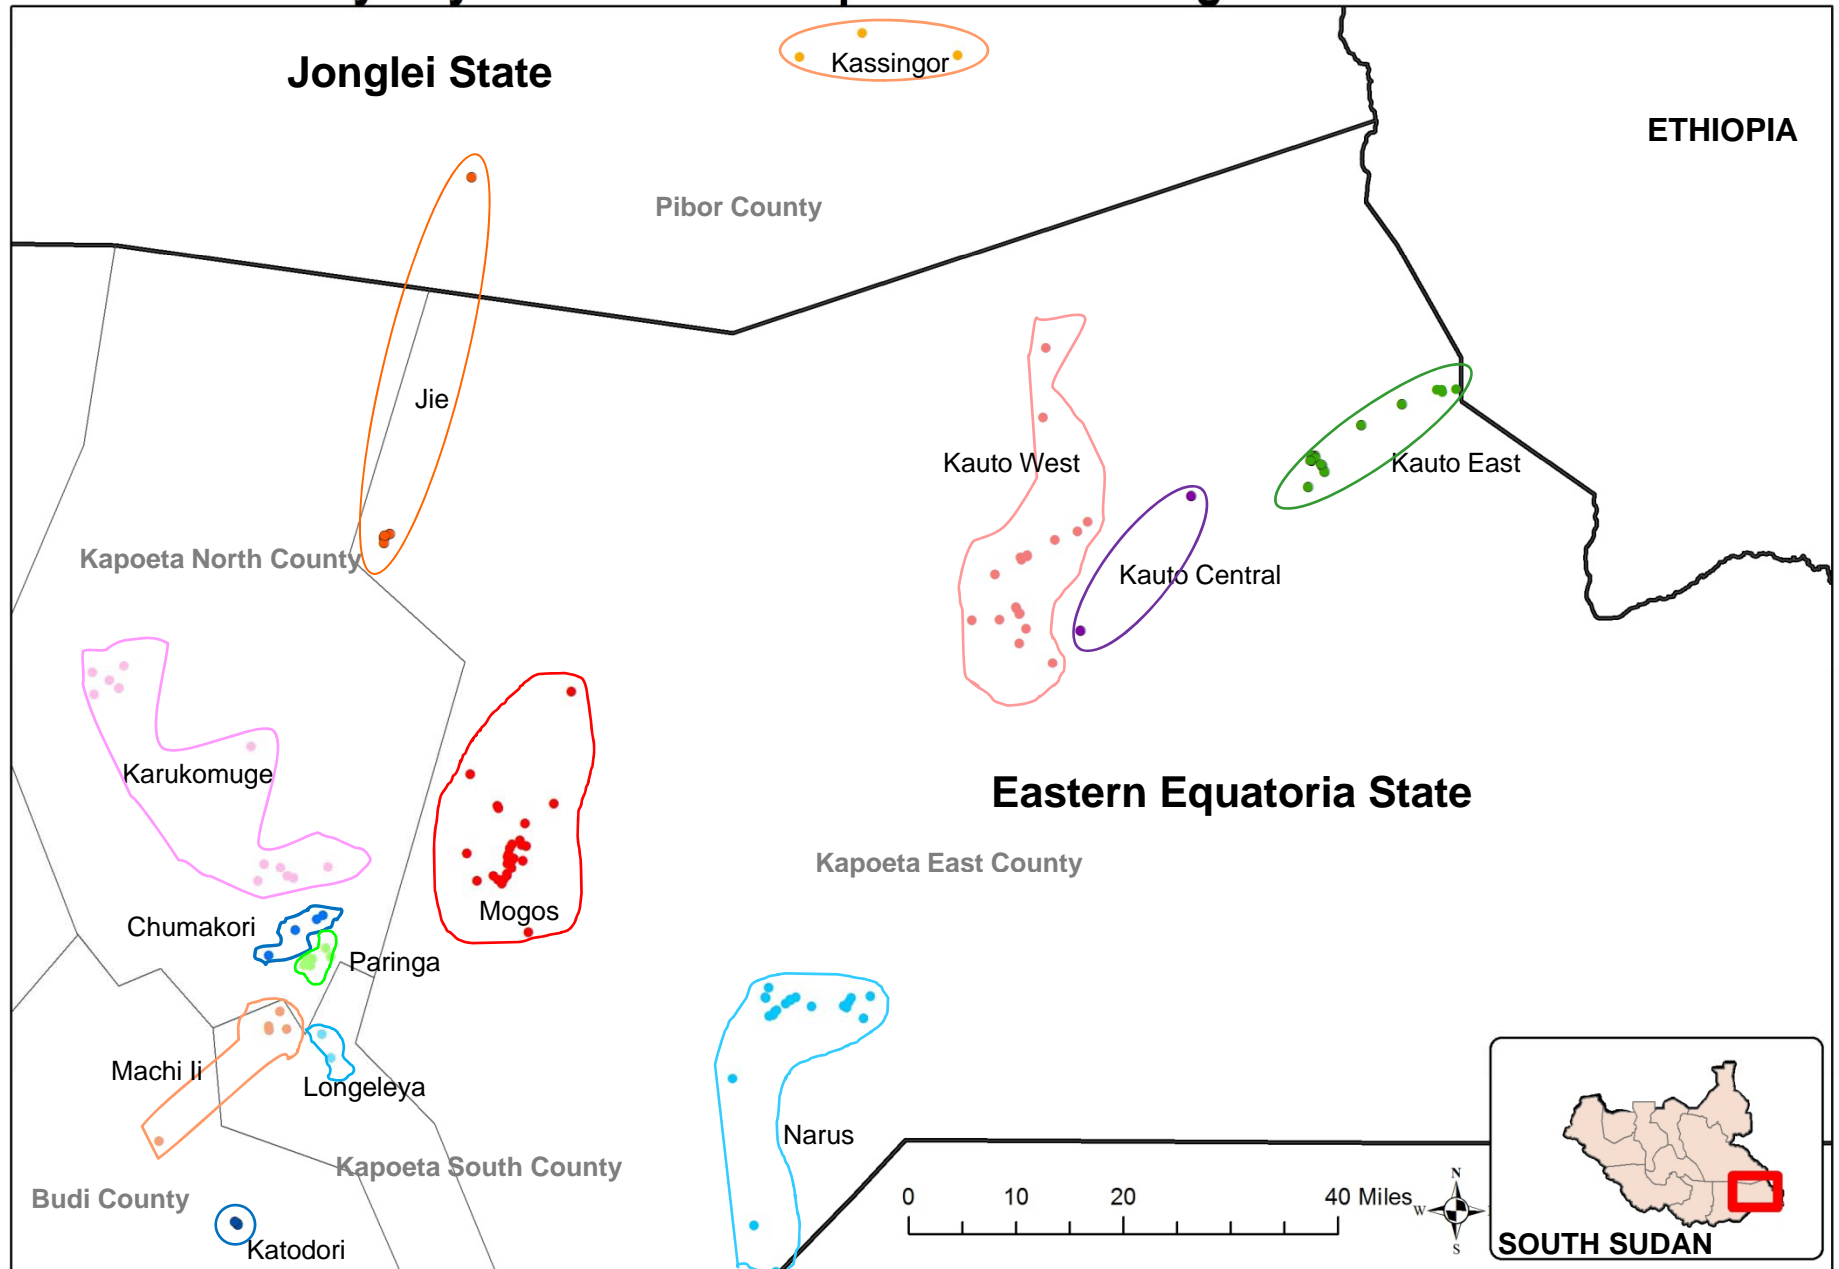 Kassingor
Jonglei State
ETHIOPIA
Pibor County
Jie
Kauto West
Kauto East
Kapoeta North County
Kauto Central
Karukomuge
Eastern Equatoria State
Kapoeta East County
Mogos
Chumakori
Paringa
Machi Ii
Longeleya
Narus
Kapoeta South County
Budi County
Katodori
0 10 20 40 Miles
N
W
S
SOUTH SUDAN